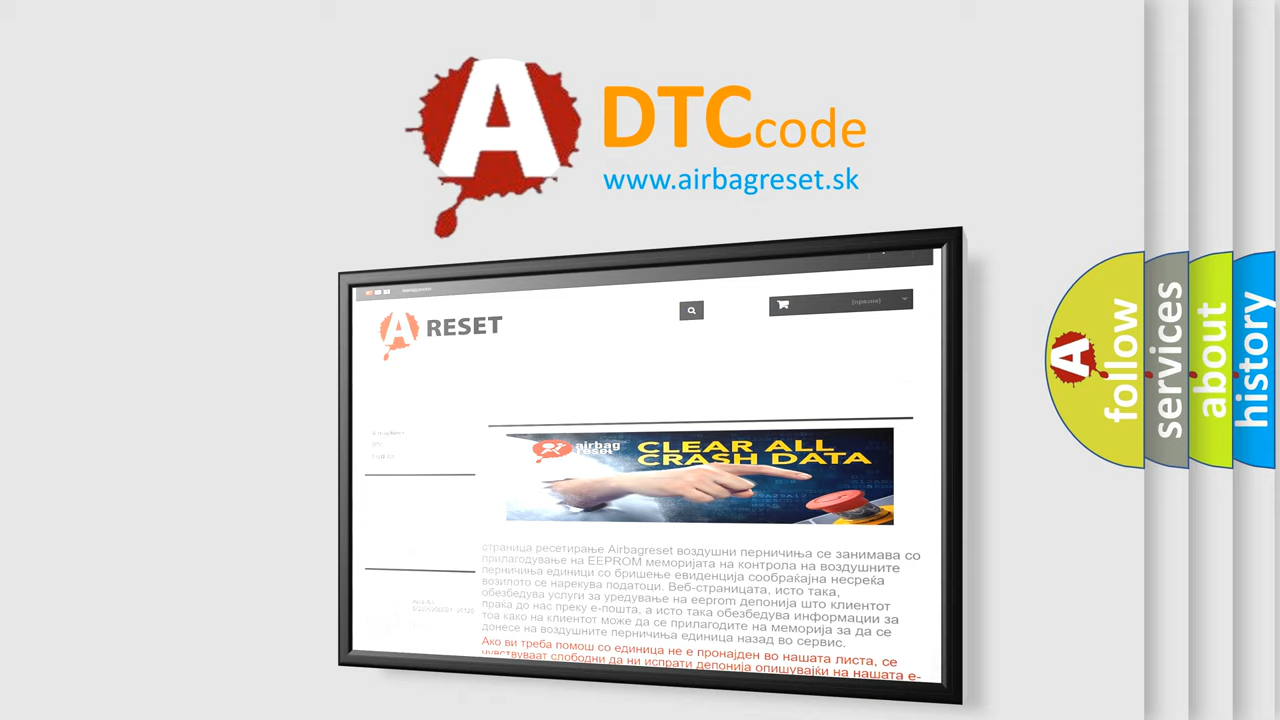 A DTCcode
www.airbagreset.sk
A RESET
(празно)
airbag
reset
CLEAR ALL
CRASH DATA
страница ресетирање Airbagreset воздушни перничиња се занимава со
прилагодување на EEPROM меморијата на контрола на воздушните
перничиња единици со бришење евиденција сообраќајна несреќа
возилото се нарекува податоци. Веб-страницата, исто така,
обезбедува услуги за уредување на eeprom депонија што клиентот
праќа до нас преку е-пошта, а исто така обезбедува информации за
тоа како на клиентот може да се прилагодите на меморија за да се
донесе на воздушните перничиња единица назад во сервис.
Ако ви треба помош со единица не е пронајден во нашата листа, се
чувствуваат слободни да ни испрати депонија опишувајќи на нашата е-
A follow
services
about
history